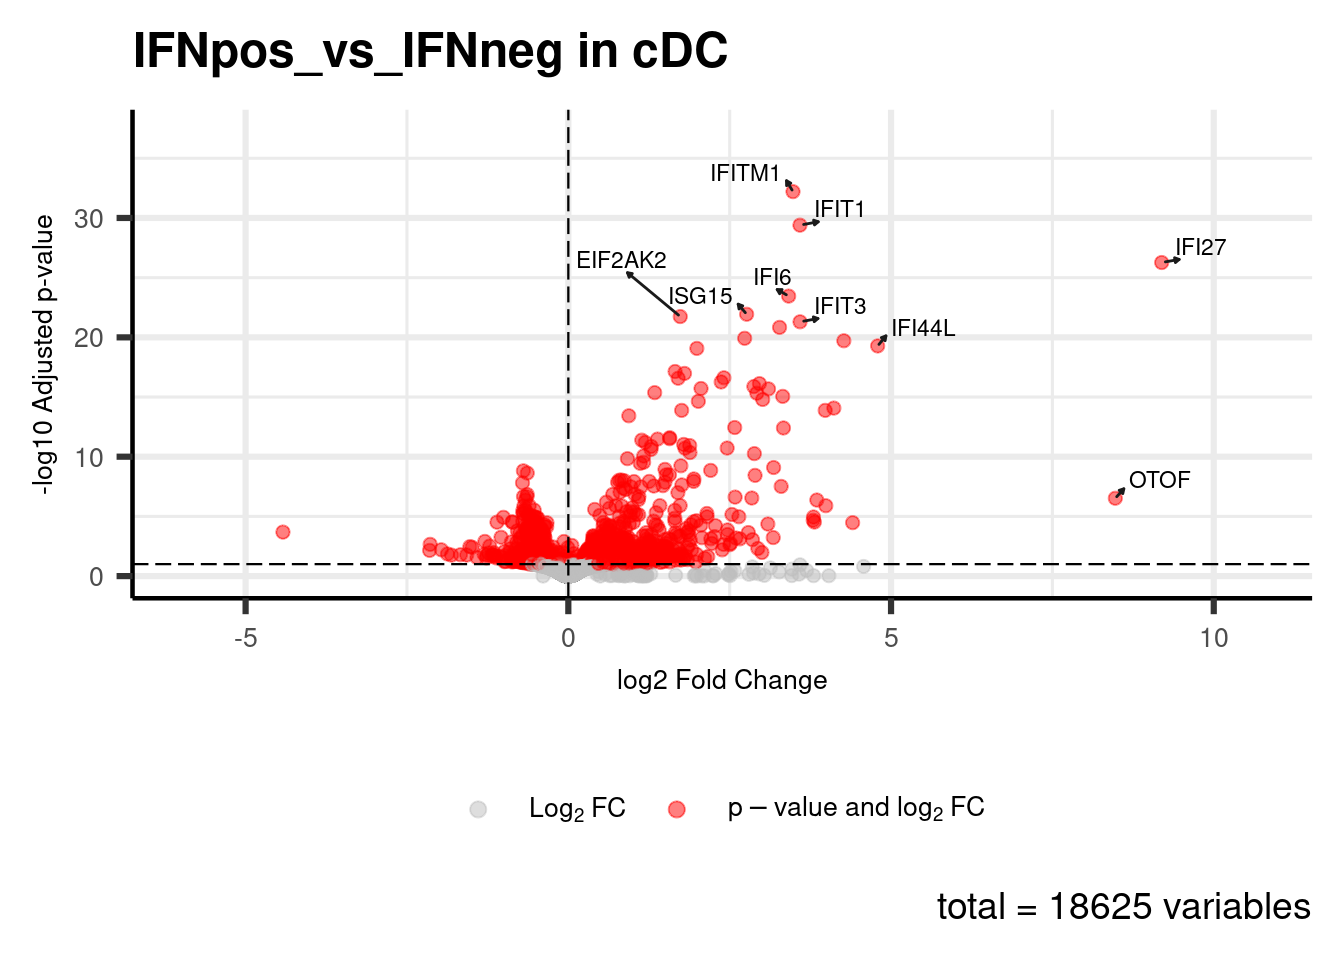 IFNpos_vs_IFNneg in cDC
-log10 Adjusted p-value
30
20
10
0
IFITM1
IFIT1
IFI27
EIF2AK2
IFI6
ISG15
IFIT3
IFI44L
OTOF
-5
0
5
10
log2 Fold Change
Log₂ FC
p − value and log₂ FC
total = 18625 variables